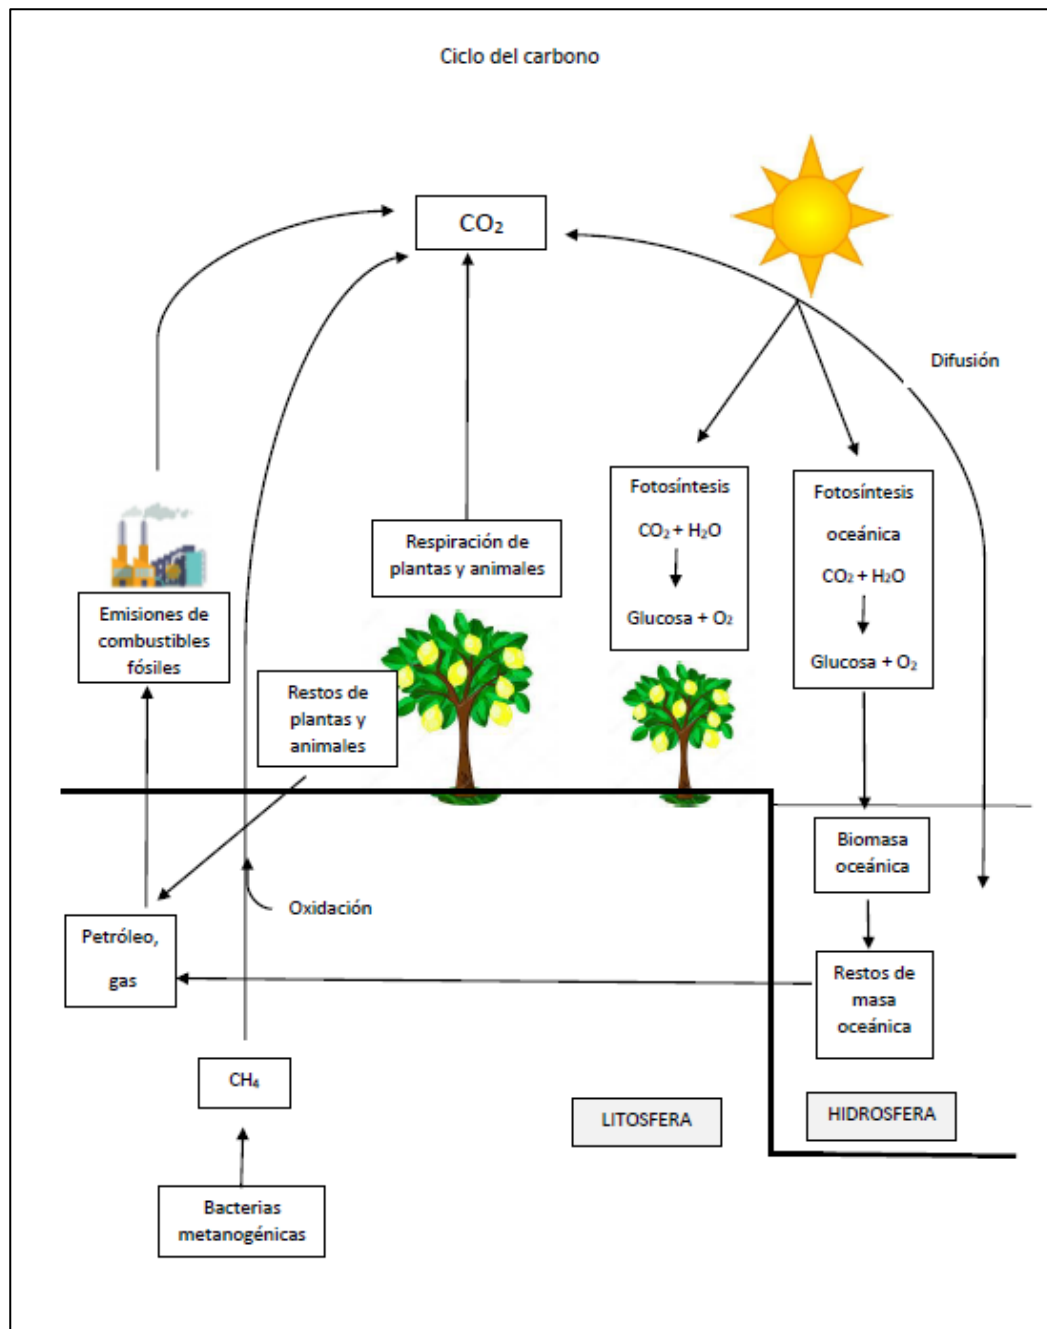 Ciclo del carbono
CO₂
Difusión
Fotosíntesis
CO₂ + H₂O
Glucosa + O₂
Fotosíntesis
oceánica
CO₂ + H₂O
Glucosa + O₂
Respiración de
plantas y animales
Emisiones de
combustibles
fósiles
Restos de
plantas y
animales
Biomasa
oceánica
Oxidación
Petróleo,
gas
Restos de
masa
oceánica
CH₄
LITOSFERA
HIDROSFERA
Bacterias
metanogénicas